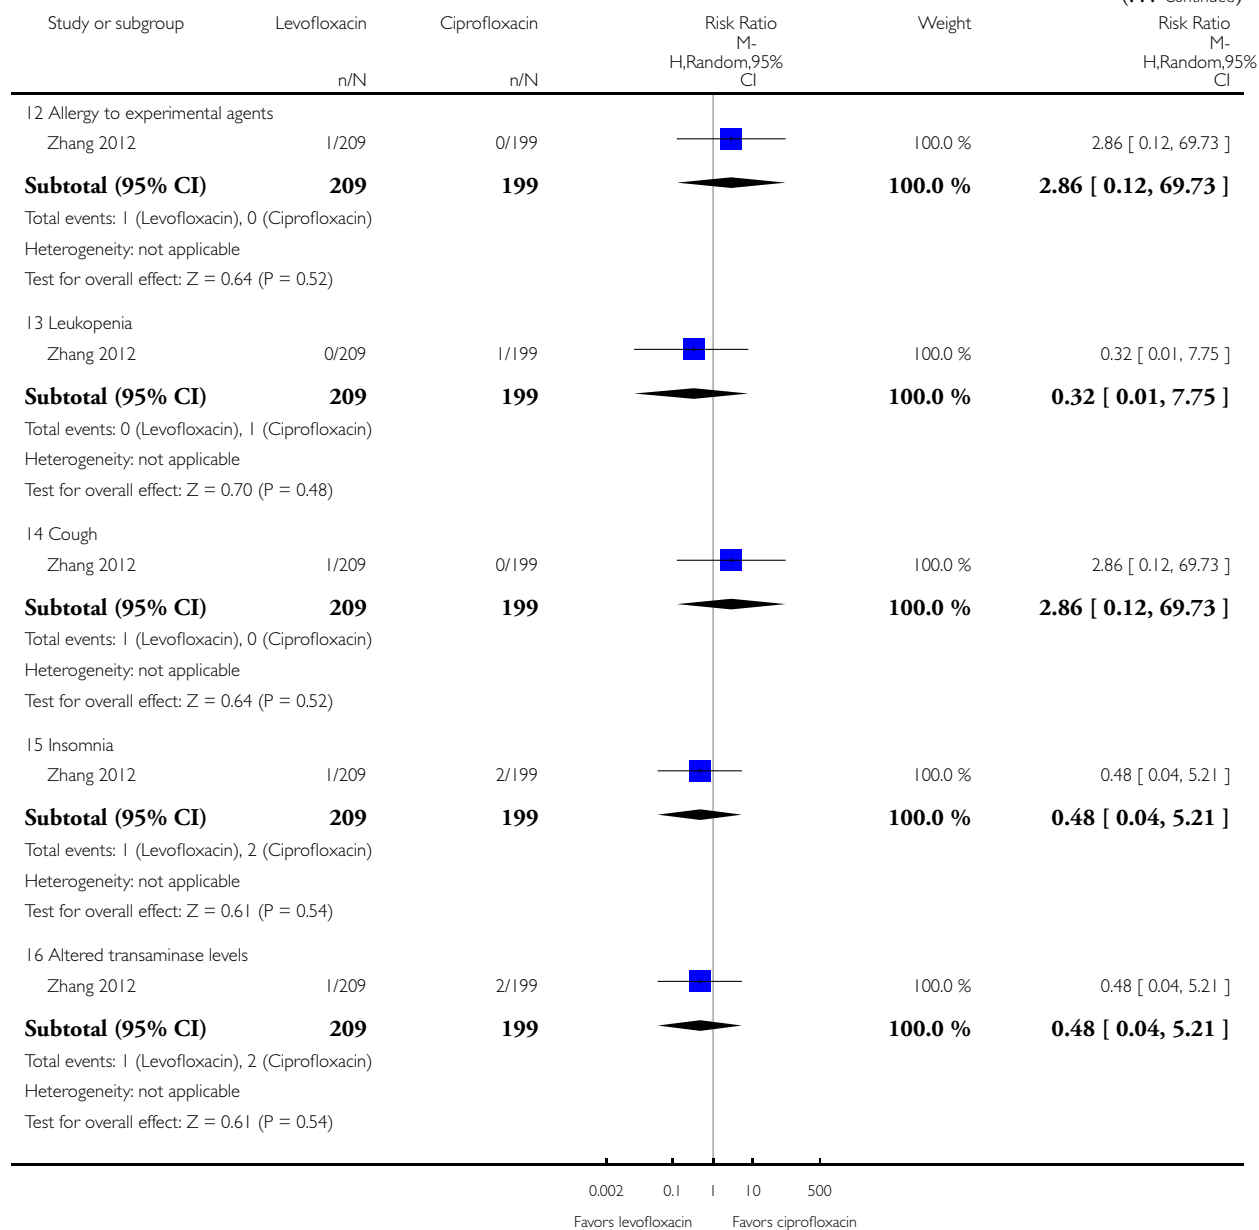 Continued)
Study or subgroup Levofloxacin Ciprofloxacin Risk Ratio Weight Risk Ratio
M-
H,Random,95%
CI
M-
H,Random,95%
CI
n/N n/N
12 Allergy to experimental agents
Zhang 2012 1/209 0/199 100.0 % 2.86 [ 0.12, 69.73 ]
Subtotal (95% CI) 209 199 100.0 % 2.86 [ 0.12, 69.73 ]
Total events: 1 (Levofloxacin), 0 (Ciprofloxacin)
Heterogeneity: not applicable
Test for overall effect: Z = 0.64 (P = 0.52)
13 Leukopenia
Zhang 2012 0/209 1/199 100.0 % 0.32 [ 0.01, 7.75 ]
Subtotal (95% CI) 209 199 100.0 % 0.32 [ 0.01, 7.75 ]
Total events: 0 (Levofloxacin), 1 (Ciprofloxacin)
Heterogeneity: not applicable
Test for overall effect: Z = 0.70 (P = 0.48)
14 Cough
Zhang 2012 1/209 0/199 100.0 % 2.86 [ 0.12, 69.73 ]
Subtotal (95% CI) 209 199 100.0 % 2.86 [ 0.12, 69.73 ]
Total events: 1 (Levofloxacin), 0 (Ciprofloxacin)
Heterogeneity: not applicable
Test for overall effect: Z = 0.64 (P = 0.52)
15 Insomnia
Zhang 2012 1/209 2/199 100.0 % 0.48 [ 0.04, 5.21 ]
Subtotal (95% CI) 209 199 100.0 % 0.48 [ 0.04, 5.21 ]
Total events: 1 (Levofloxacin), 2 (Ciprofloxacin)
Heterogeneity: not applicable
Test for overall effect: Z = 0.61 (P = 0.54)
16 Altered transaminase levels
Zhang 2012 1/209 2/199 100.0 % 0.48 [ 0.04, 5.21 ]
Subtotal (95% CI) 209 199 100.0 % 0.48 [ 0.04, 5.21 ]
Total events: 1 (Levofloxacin), 2 (Ciprofloxacin)
Heterogeneity: not applicable
Test for overall effect: Z = 0.61 (P = 0.54)
0.002 0.1 1 10 500
Favors levofloxacin Favors ciprofloxacin